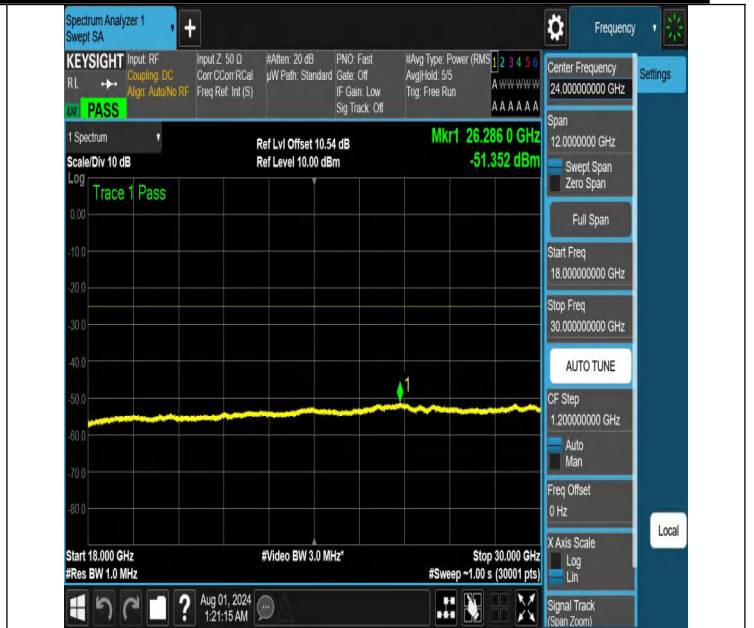 Spectrum Analyzer 1
Swept SA
+
Frequency
KEYSIGHT
RL
PASS
Input: RF
Coupling: DC
Align: Auto/No RF
Input Z: 50 Ω
Corr CCorr RCal
Freq Ref: Int (S)
#Atten: 20 dB
µW Path: Standard
PNO: Fast
Gate: Off
IF Gain: Low
Sig Track: Off
#Avg Type: Power (RMS
Avg|Hold: 5/5
Trig: Free Run
1 2 3 4 5 6
A W W W W W
A A A A A A
1 Spectrum
Scale/Div 10 dB
Ref Lvl Offset 10.54 dB
Ref Level 10.00 dBm
Mkr1 26.286 0 GHz
-51.352 dBm
Log
Trace 1 Pass
0.00
-10.0
-20.0
-30.0
-40.0
-50.0
-60.0
-70.0
-80.0
1
Start 18.000 GHz
#Res BW 1.0 MHz
#Video BW 3.0 MHz*
Stop 30.000 GHz
#Sweep ~1.00 s (30001 pts)
Center Frequency
24.000000000 GHz
Settings
Span
12.0000000 GHz
Swept Span
Zero Span
Full Span
Start Freq
18.000000000 GHz
Stop Freq
30.000000000 GHz
AUTO TUNE
CF Step
1.200000000 GHz
Auto
Man
Freq Offset
0 Hz
X Axis Scale
Log
Lin
Local
Signal Track
(Span Zoom)
?
Aug 01, 2024
1:21:15 AM